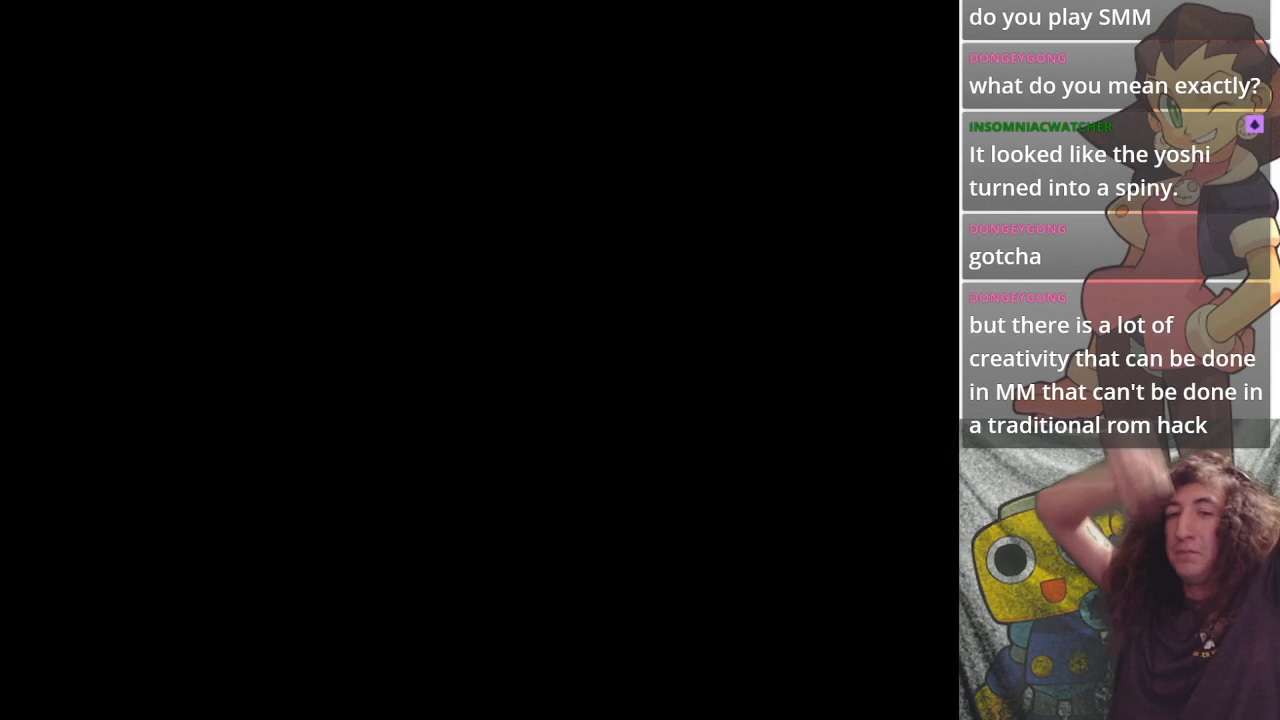 do you play SMM
DONGEYGONG
what do you mean exactly?
INSOMNIACWATCHER
It looked like the yoshi
turned into a spiny.
DONGEYGONG
gotcha
DONGEYGONG
but there is a lot of
creativity that can be done
in MM that can't be done in
a traditional rom hack